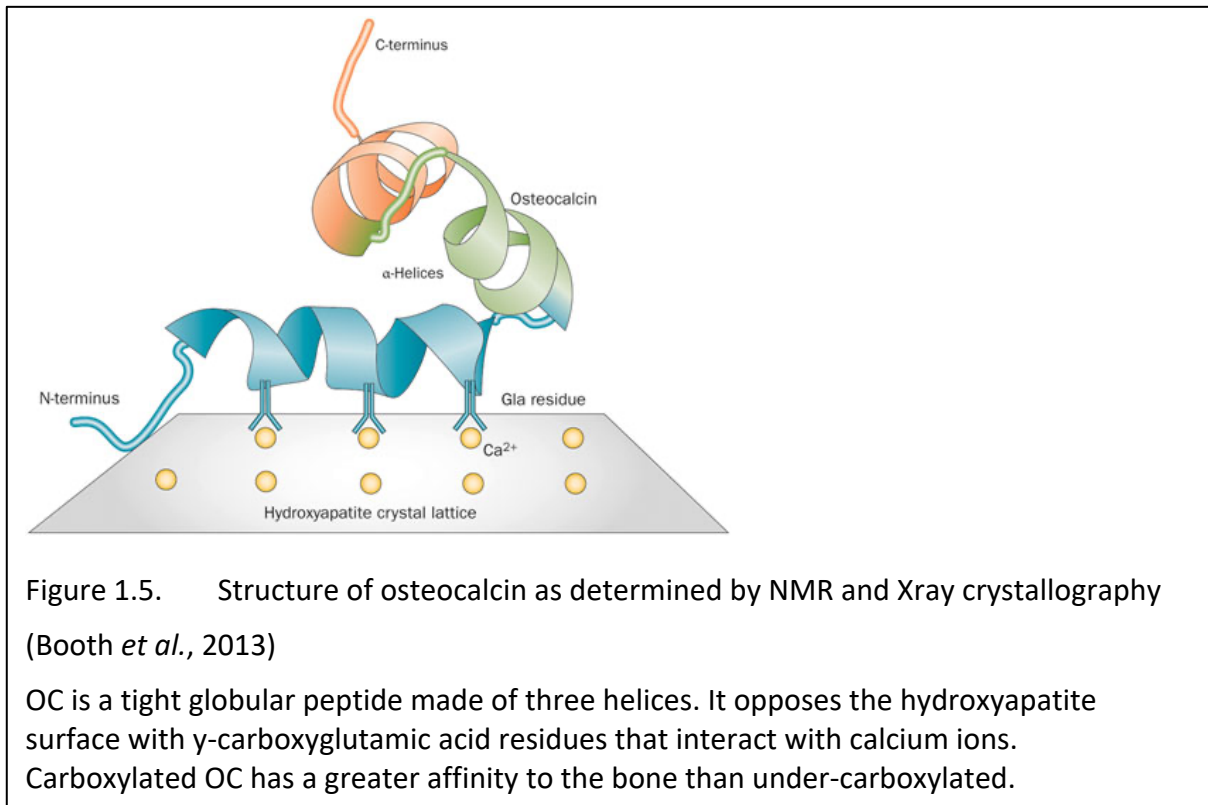 C-terminus
Osteocalcin
α-Helices
N-terminus
Gla residue
Ca²⁺
Hydroxyapatite crystal lattice
Figure 1.5. Structure of osteocalcin as determined by NMR and Xray crystallography
(Booth et al., 2013)
OC is a tight globular peptide made of three helices. It opposes the hydroxyapatite
surface with y-carboxyglutamic acid residues that interact with calcium ions.
Carboxylated OC has a greater affinity to the bone than under-carboxylated.